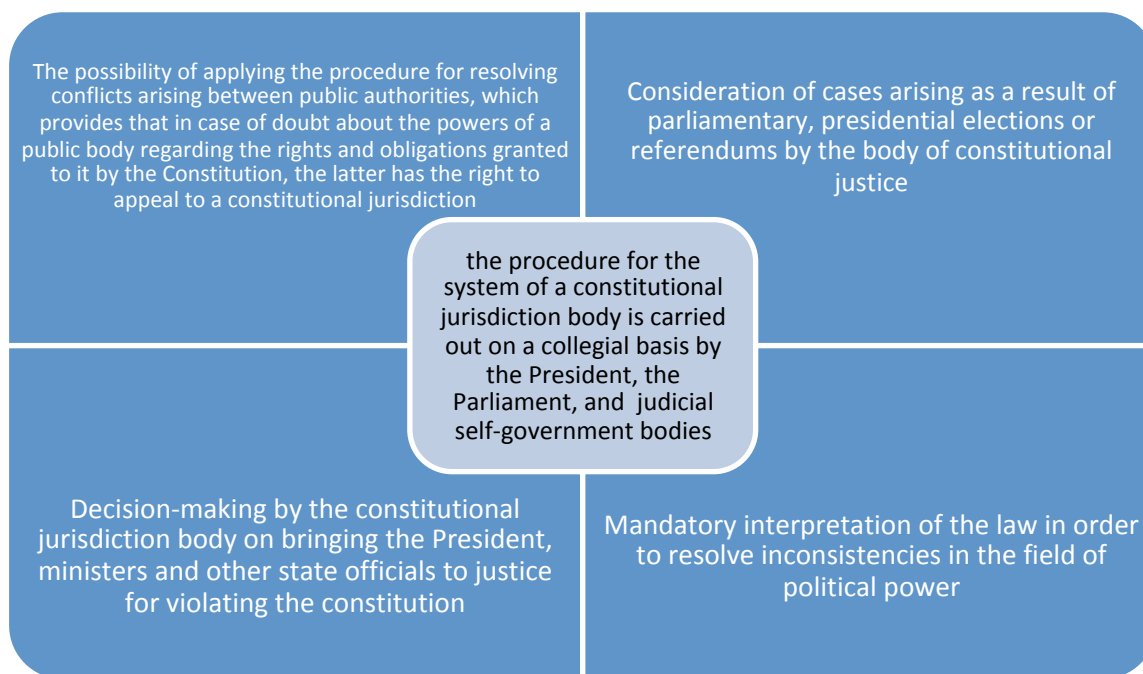 The possibility of applying the procedure for resolving
conflicts arising between public authorities, which
provides that in case of doubt about the powers of a
public body regarding the rights and obligations granted
to it by the Constitution, the latter has the right to
appeal to a constitutional jurisdiction
Consideration of cases arising as a result of
parliamentary, presidential elections or
referendums by the body of constitutional
justice
the procedure for the
system of a constitutional
jurisdiction body is carried
out on a collegial basis by
the President, the
Parliament, and judicial
self-government bodies
Decision-making by the constitutional
jurisdiction body on bringing the President,
ministers and other state officials to justice
for violating the constitution
Mandatory interpretation of the law in order
to resolve inconsistencies in the field of
political power